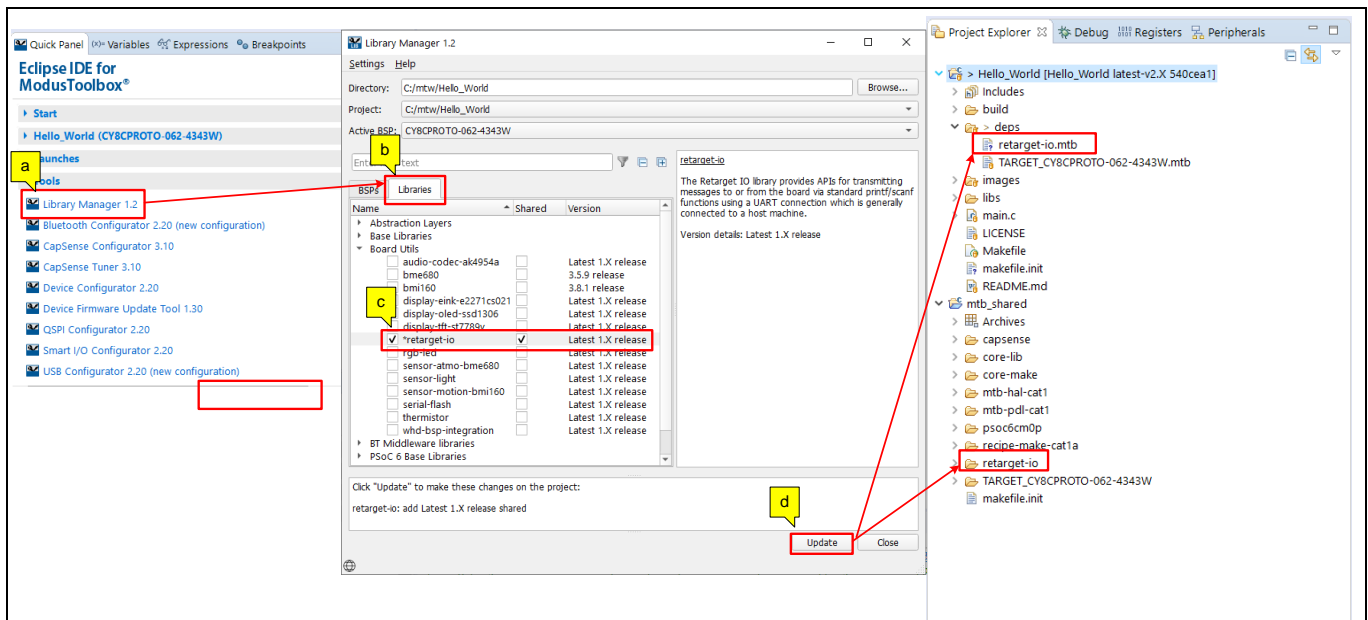 Quick Panel (x)= Variables Expressions Breakpoints
Eclipse IDE for
ModusToolbox®
Start
Hello_World (CY8CPROTO-062-4343W)
aunches
a
ools
Library Manager 1.2
Bluetooth Configurator 2.20 (new configuration)
CapSense Configurator 3.10
CapSense Tuner 3.10
Device Configurator 2.20
Device Firmware Update Tool 1.30
QSPI Configurator 2.20
Smart I/O Configurator 2.20
USB Configurator 2.20 (new configuration)
Library Manager 1.2
Settings Help
Directory: C:/mtw/Hello_World Browse...
Project: C:/mtw/Hello_World
Active BSP: CY8CPROTO-062-4343W
b
Ente text
BSPs Libraries
Name Shared Version
Abstraction Layers
Base Libraries
Board Utils
audio-codec-ak4954a Latest 1.X release
bme680 3.5.9 release
bmi160 3.8.1 release
c
display-eink-e2271cs021 Latest 1.X release
display-oled-ssd1306 Latest 1.X release
display-tft-st7789v Latest 1.X release
*retarget-io Latest 1.X release
rgb-led Latest 1.X release
sensor-atmo-bme680 Latest 1.X release
sensor-light Latest 1.X release
sensor-motion-bmi160 Latest 1.X release
serial-flash Latest 1.X release
thermistor Latest 1.X release
whd-bsp-integration Latest 1.X release
BT Middleware libraries
PSoC 6 Base Libraries
retarget-io
The Retarget IO library provides APIs for transmitting
messages to or from the board via standard printf/scanf
functions using a UART connection which is generally
connected to a host machine.
Version details: Latest 1.X release
Click "Update" to make these changes on the project:
retarget-io: add Latest 1.X release shared
d
Update Close
Project Explorer Debug Registers Peripherals
> Hello_World [Hello_World latest-v2.X 540cea1]
Includes
build
> deps
retarget-io.mtb
TARGET_CY8CPROTO-062-4343W.mtb
images
libs
main.c
LICENSE
Makefile
makefile.init
README.md
mtb_shared
Archives
capsense
core-lib
core-make
mtb-hal-cat1
mtb-pdl-cat1
psoc6cm0p
recipe-make-cat1a
retarget-io
TARGET_CY8CPROTO-062-4343W
makefile.init